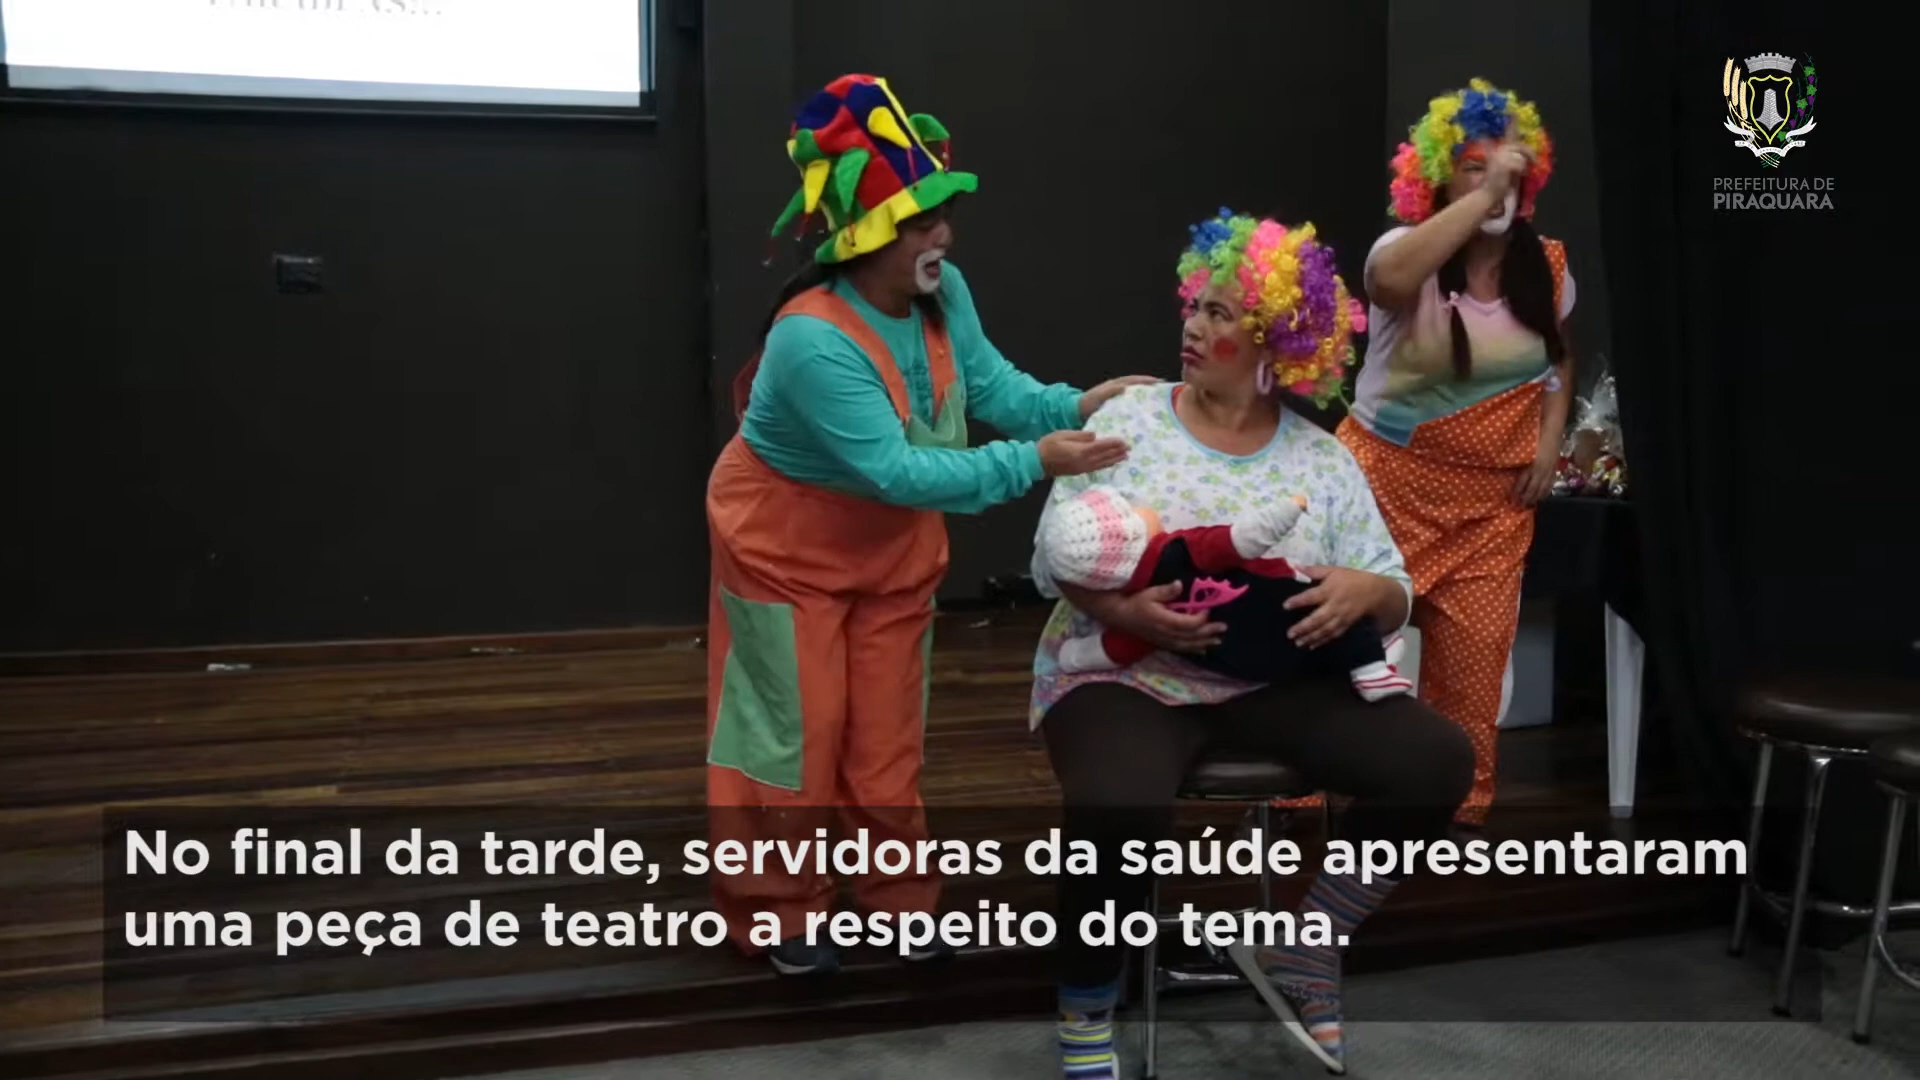 PREFEITURA DE
PIRAQUARA
No final da tarde, servidoras da saúde apresentaram
uma peça de teatro a respeito do tema.